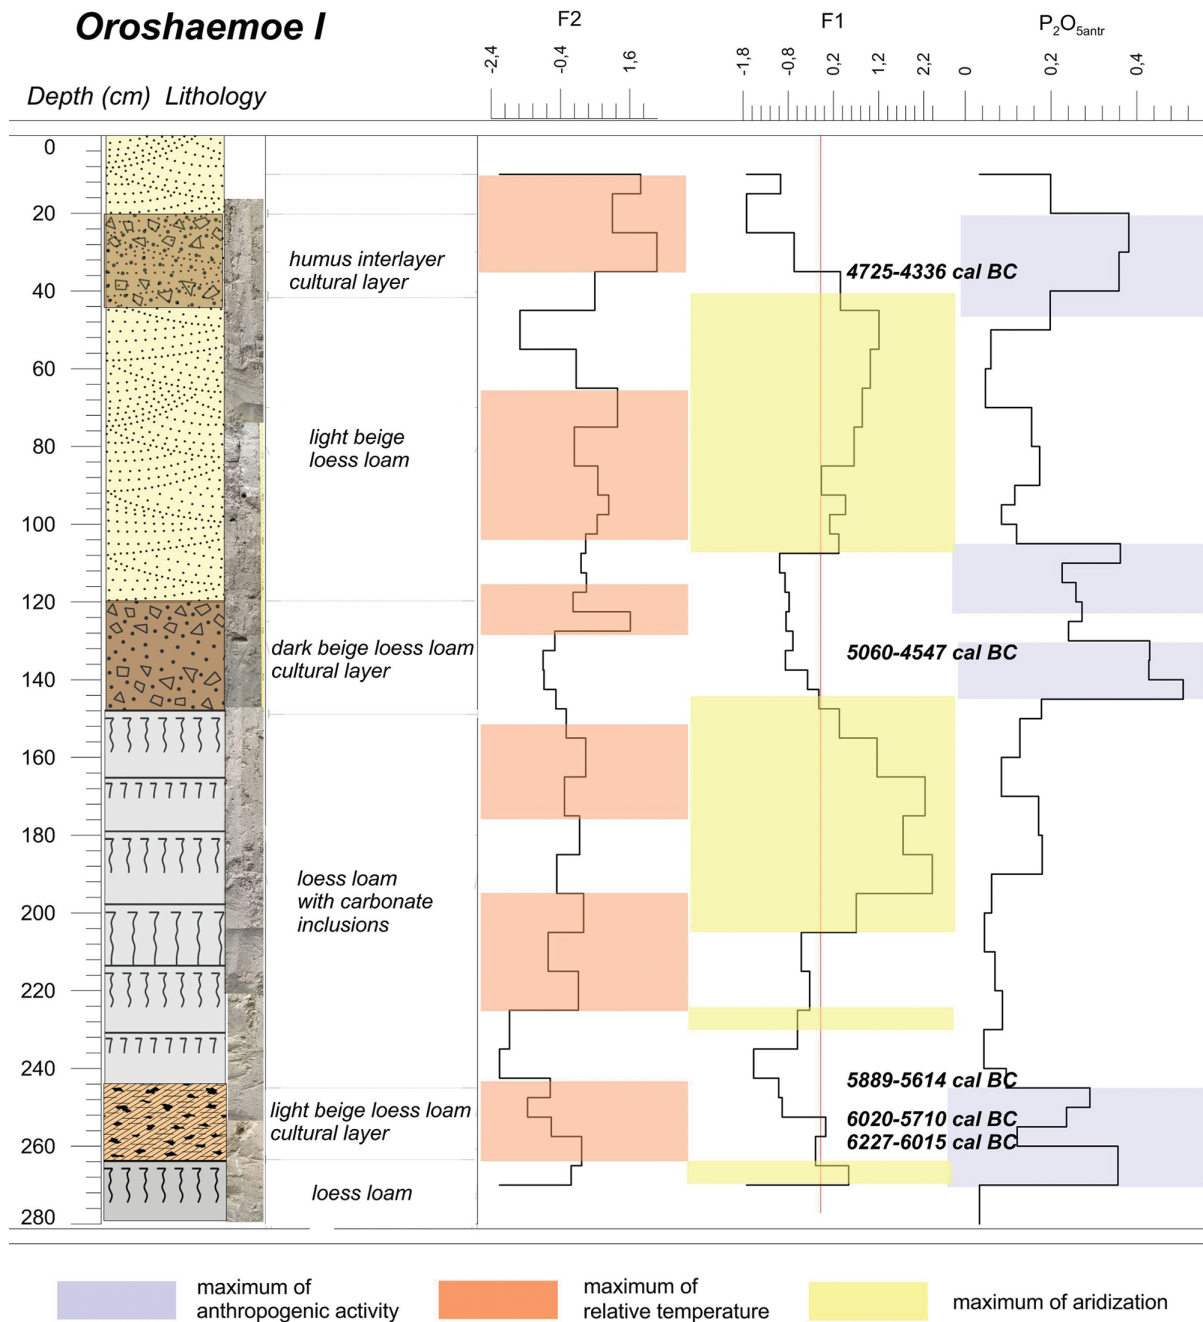 Oroshaemoe I
F2
F1
P₂O₅antr
-2,4
-0,4
1,6
-1,8
-0,8
0,2
1,2
2,2
0
0,2
0,4
Depth (cm) Lithology
0
20
humus interlayer
cultural layer
4725-4336 cal BC
40
60
light beige
loess loam
80
100
120
dark beige loess loam
cultural layer
5060-4547 cal BC
140
160
180
loess loam
with carbonate
inclusions
200
220
240
5889-5614 cal BC
light beige loess loam
cultural layer
6020-5710 cal BC
6227-6015 cal BC
260
loess loam
280
maximum of
anthropogenic activity
maximum of
relative temperature
maximum of aridization